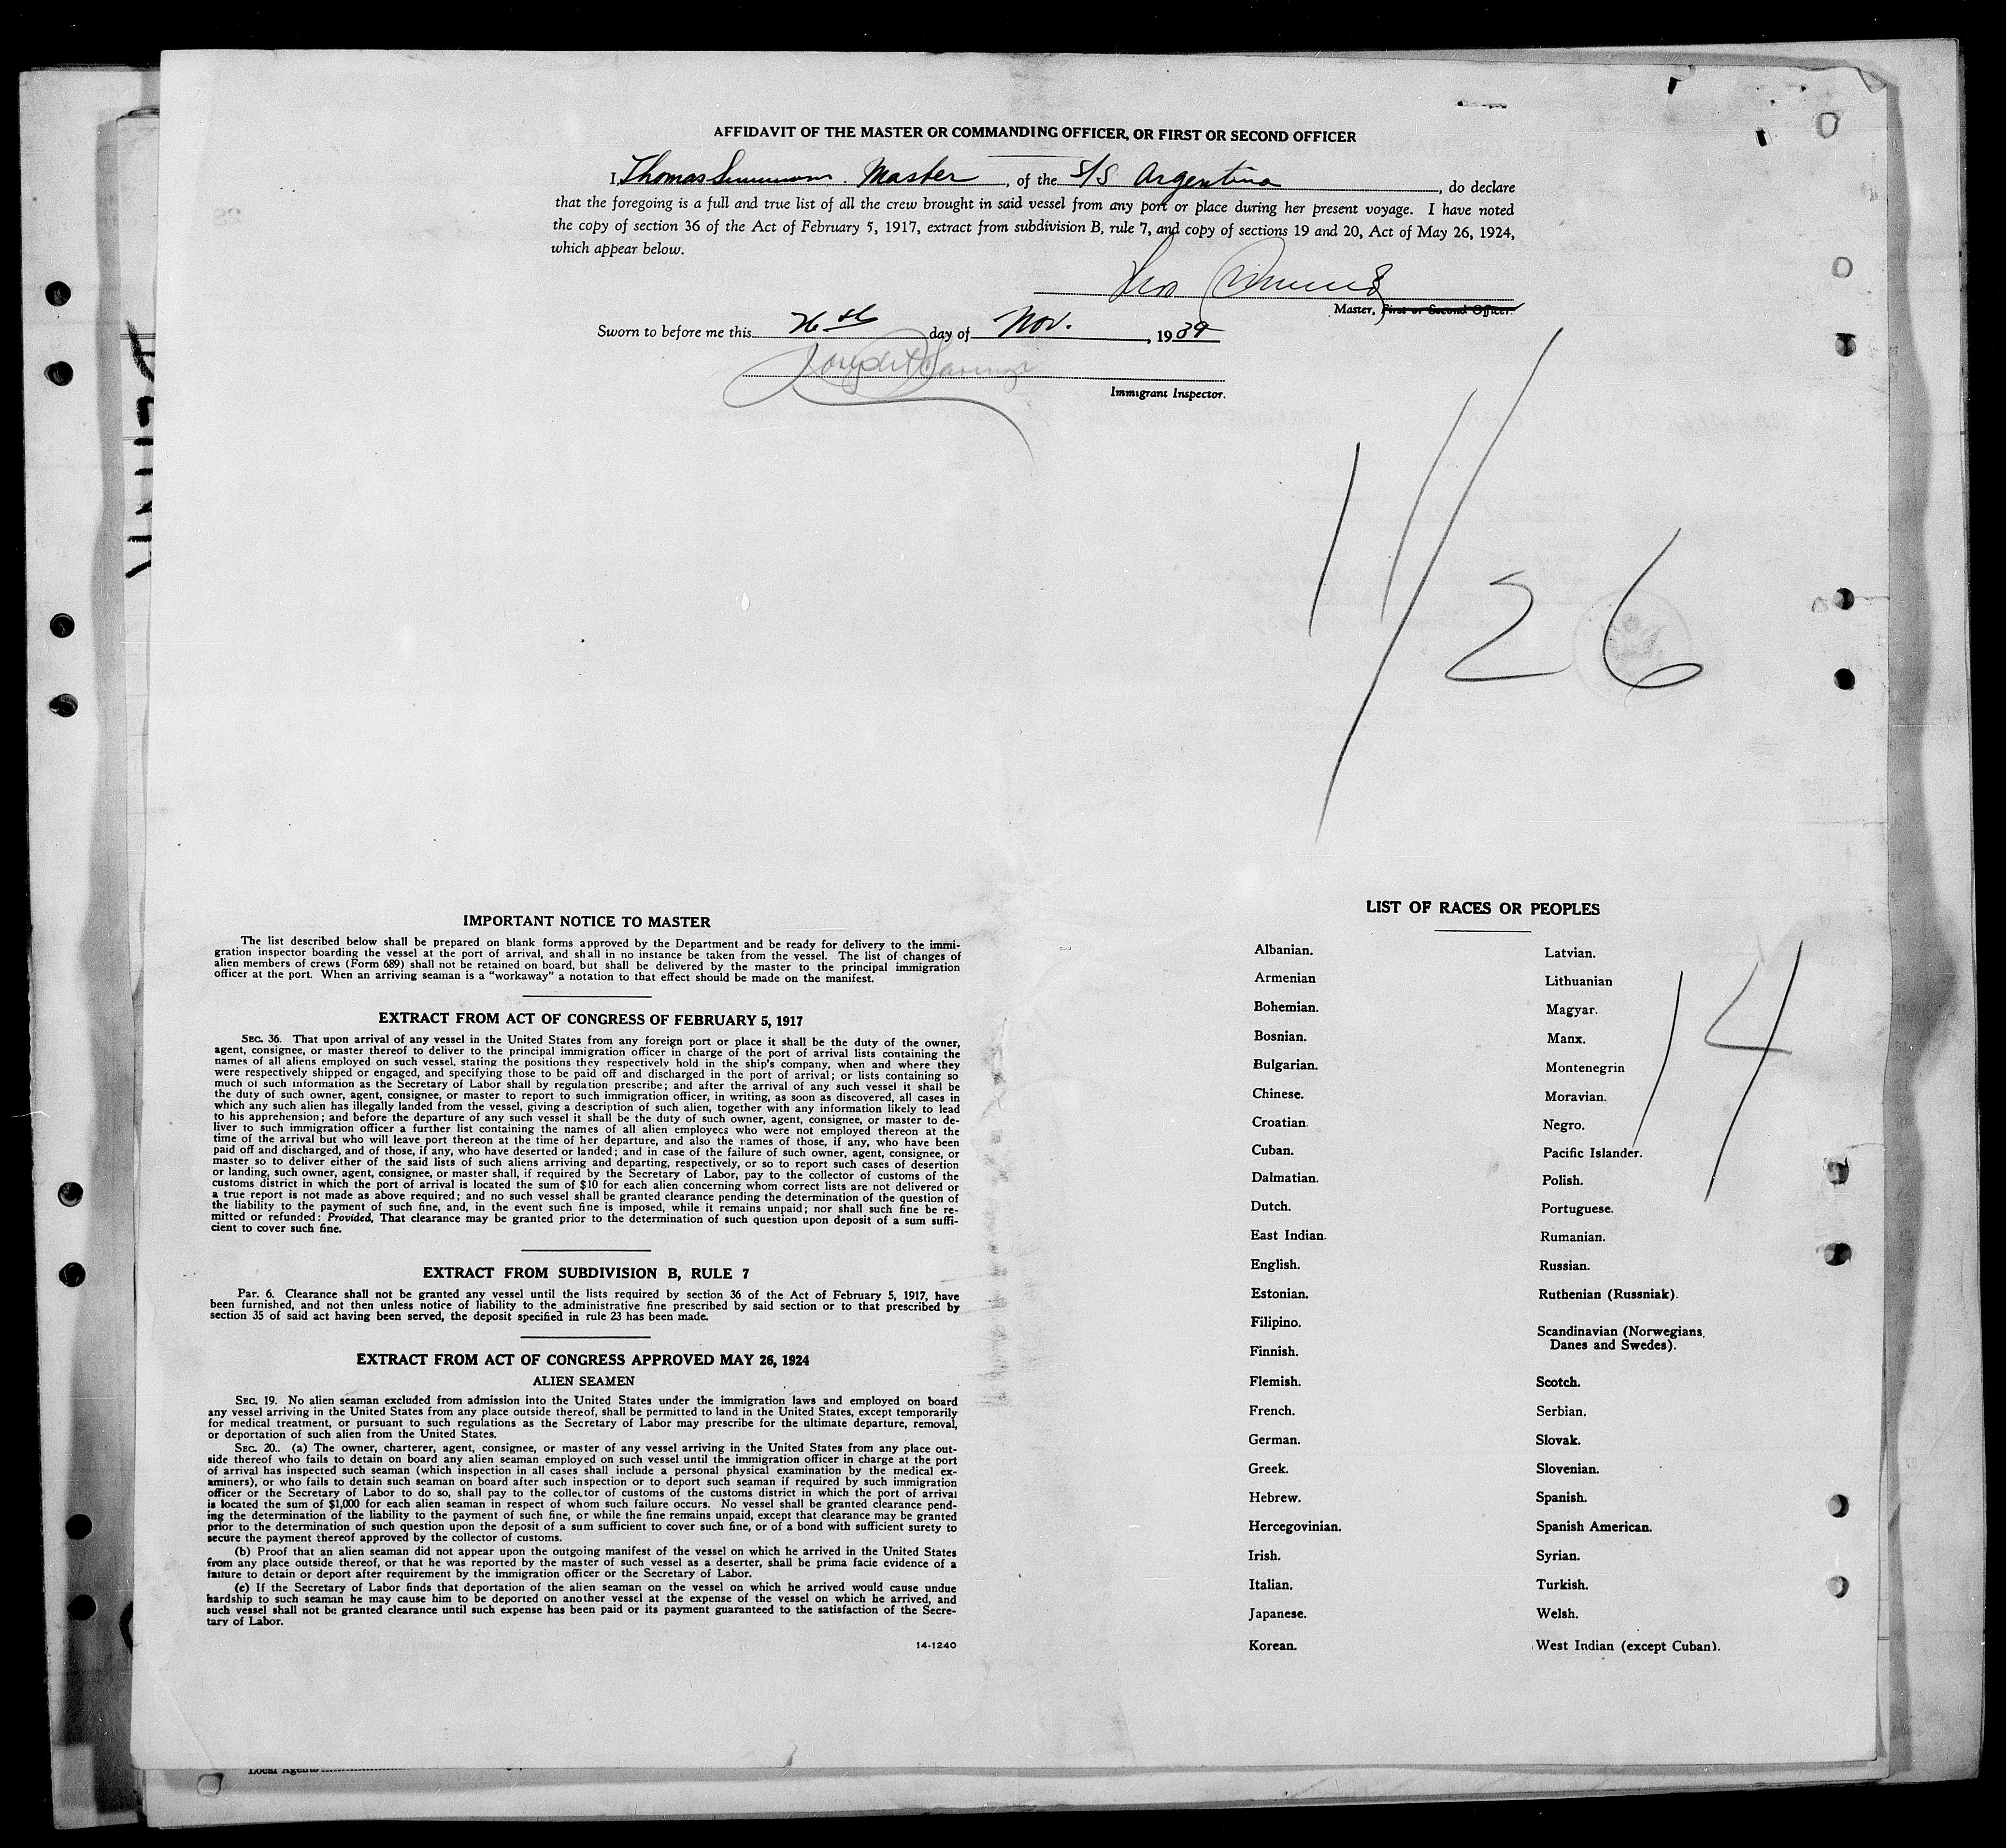 AFFIDAVIT OF THE MASTER OR COMMANDING OFFICER, OR FIRST OR SECOND OFFICER
I, Thomas Simmons. Master, of the S/S Argentina, do declare
that the foregoing is a full and true list of all the crew brought in said vessel from any port or place during her present voyage. I have noted
the copy of section 36 of the Act of February 5, 1917, extract from subdivision B, rule 7, and copy of sections 19 and 20, Act of May 26, 1924,
which appear below.
Master, First or Second Officer.
Sworn to before me this 26th day of Nov., 1939
Immigrant Inspector.
11/26
IMPORTANT NOTICE TO MASTER
The list described below shall be prepared on blank forms approved by the Department and be ready for delivery to the immi-
gration inspector boarding the vessel at the port of arrival, and shall in no instance be taken from the vessel. The list of changes of
alien members of crews (Form 689) shall not be retained on board, but shall be delivered by the master to the principal immigration
officer at the port. When an arriving seaman is a "workaway" a notation to that effect should be made on the manifest.
EXTRACT FROM ACT OF CONGRESS OF FEBRUARY 5, 1917
SEC. 36. That upon arrival of any vessel in the United States from any foreign port or place it shall be the duty of the owner,
agent, consignee, or master thereof to deliver to the principal immigration officer in charge of the port of arrival lists containing the
names of all aliens employed on such vessel, stating the positions they respectively hold in the ship's company, when and where they
were respectively shipped or engaged, and specifying those to be paid off and discharged in the port of arrival; or lists containing so
much of such information as the Secretary of Labor shall by regulation prescribe; and after the arrival of any such vessel it shall be
the duty of such owner, agent, consignee, or master to report to such immigration officer, in writing, as soon as discovered, all cases in
which any such alien has illegally landed from the vessel, giving a description of such alien, together with any information likely to lead
to his apprehension; and before the departure of any such vessel it shall be the duty of such owner, agent, consignee, or master to de-
liver to such immigration officer a further list containing the names of all alien employees who were not employed thereon at the
time of the arrival but who will leave port thereon at the time of her departure, and also the names of those, if any, who have been
paid off and discharged, and of those, if any, who have deserted or landed; and in case of the failure of such owner, agent, consignee, or
master so to deliver either of the said lists of such aliens arriving and departing, respectively, or so to report such cases of desertion
or landing, such owner, agent, consignee, or master shall, if required by the Secretary of Labor, pay to the collector of customs of the
customs district in which the port of arrival is located the sum of $10 for each alien concerning whom correct lists are not delivered or
a true report is not made as above required; and no such vessel shall be granted clearance pending the determination of the question of
the liability to the payment of such fine, and, in the event such fine is imposed, while it remains unpaid; nor shall such fine be re-
mitted or refunded: Provided, That clearance may be granted prior to the determination of such question upon deposit of a sum suffi-
cient to cover such fine.
EXTRACT FROM SUBDIVISION B, RULE 7
Par. 6. Clearance shall not be granted any vessel until the lists required by section 36 of the Act of February 5, 1917, have
been furnished, and not then unless notice of liability to the administrative fine prescribed by said section or to that prescribed by
section 35 of said act having been served, the deposit specified in rule 23 has been made.
EXTRACT FROM ACT OF CONGRESS APPROVED MAY 26, 1924
ALIEN SEAMEN
SEC. 19. No alien seaman excluded from admission into the United States under the immigration laws and employed on board
any vessel arriving in the United States from any place outside thereof, shall be permitted to land in the United States, except temporarily
for medical treatment, or pursuant to such regulations as the Secretary of Labor may prescribe for the ultimate departure, removal,
or deportation of such alien from the United States.
SEC. 20.. (a) The owner, charterer, agent, consignee, or master of any vessel arriving in the United States from any place out-
side thereof who fails to detain on board any alien seaman employed on such vessel until the immigration officer in charge at the port
of arrival has inspected such seaman (which inspection in all cases shall include a personal physical examination by the medical ex-
aminers), or who fails to detain such seaman on board after such inspection or to deport such seaman if required by such immigration
officer or the Secretary of Labor to do so, shall pay to the collector of customs of the customs district in which the port of arrival
is located the sum of $1,000 for each alien seaman in respect of whom such failure occurs. No vessel shall be granted clearance pend-
ing the determination of the liability to the payment of such fine, or while the fine remains unpaid, except that clearance may be granted
prior to the determination of such question upon the deposit of a sum sufficient to cover such fine, or of a bond with sufficient surety to
secure the payment thereof approved by the collector of customs.
(b) Proof that an alien seaman did not appear upon the outgoing manifest of the vessel on which he arrived in the United States
from any place outside thereof, or that he was reported by the master of such vessel as a deserter, shall be prima facie evidence of a
failure to detain or deport after requirement by the immigration officer or the Secretary of Labor.
(c) If the Secretary of Labor finds that deportation of the alien seaman on the vessel on which he arrived would cause undue
hardship to such seaman he may cause him to be deported on another vessel at the expense of the vessel on which he arrived, and
such vessel shall not be granted clearance until such expense has been paid or its payment guaranteed to the satisfaction of the Secre-
tary of Labor.
14-1240
LIST OF RACES OR PEOPLES
Albanian.
Armenian
Bohemian.
Bosnian.
Bulgarian.
Chinese.
Croatian.
Cuban.
Dalmatian.
Dutch.
East Indian.
English.
Estonian.
Filipino.
Finnish.
Flemish.
French.
German.
Greek.
Hebrew.
Hercegovinian.
Irish.
Italian.
Japanese.
Korean.
Latvian.
Lithuanian
Magyar.
Manx.
Montenegrin
Moravian.
Negro.
Pacific Islander.
Polish.
Portuguese.
Rumanian.
Russian.
Ruthenian (Russniak).
Scandinavian (Norwegians,
Danes and Swedes).
Scotch.
Serbian.
Slovak.
Slovenian.
Spanish.
Spanish American.
Syrian.
Turkish.
Welsh.
West Indian (except Cuban).
14
Local Agents